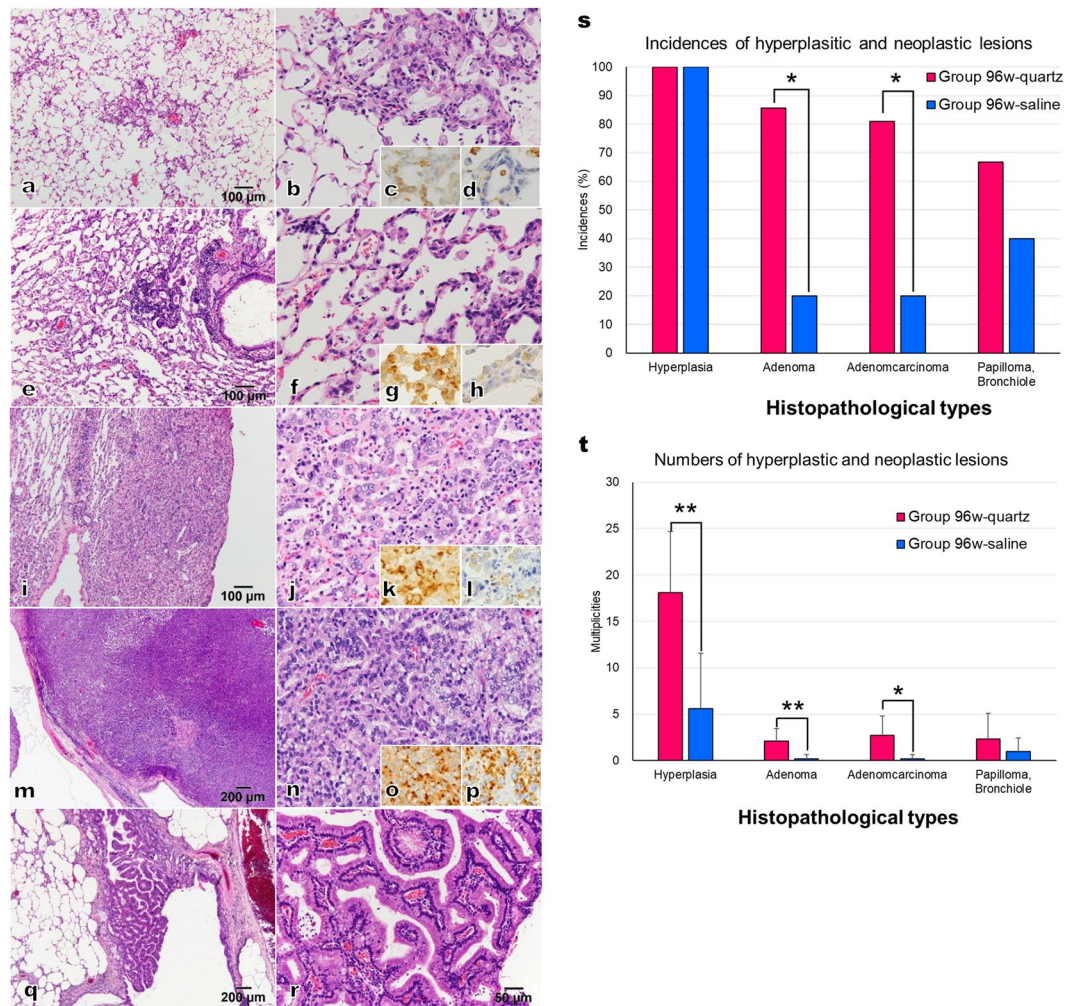 a
100 µm
b
c
d
e
100 µm
f
g
h
i
100 µm
j
k
l
m
200 µm
n
o
p
q
200 µm
r
50 µm
s
Incidences of hyperplasitic and neoplastic lesions
Group 96w-quartz
Group 96w-saline
*
*
Incidences (%)
100
90
80
70
60
50
40
30
20
10
0
Hyperplasia
Adenoma
Adenomcarcinoma
Papilloma,
Bronchiole
Histopathological types
t
Numbers of hyperplastic and neoplastic lesions
Group 96w-quartz
Group 96w-saline
**
**
*
Multiplicities
30
25
20
15
10
5
0
Hyperplasia
Adenoma
Adenomcarcinoma
Papilloma,
Bronchiole
Histopathological types